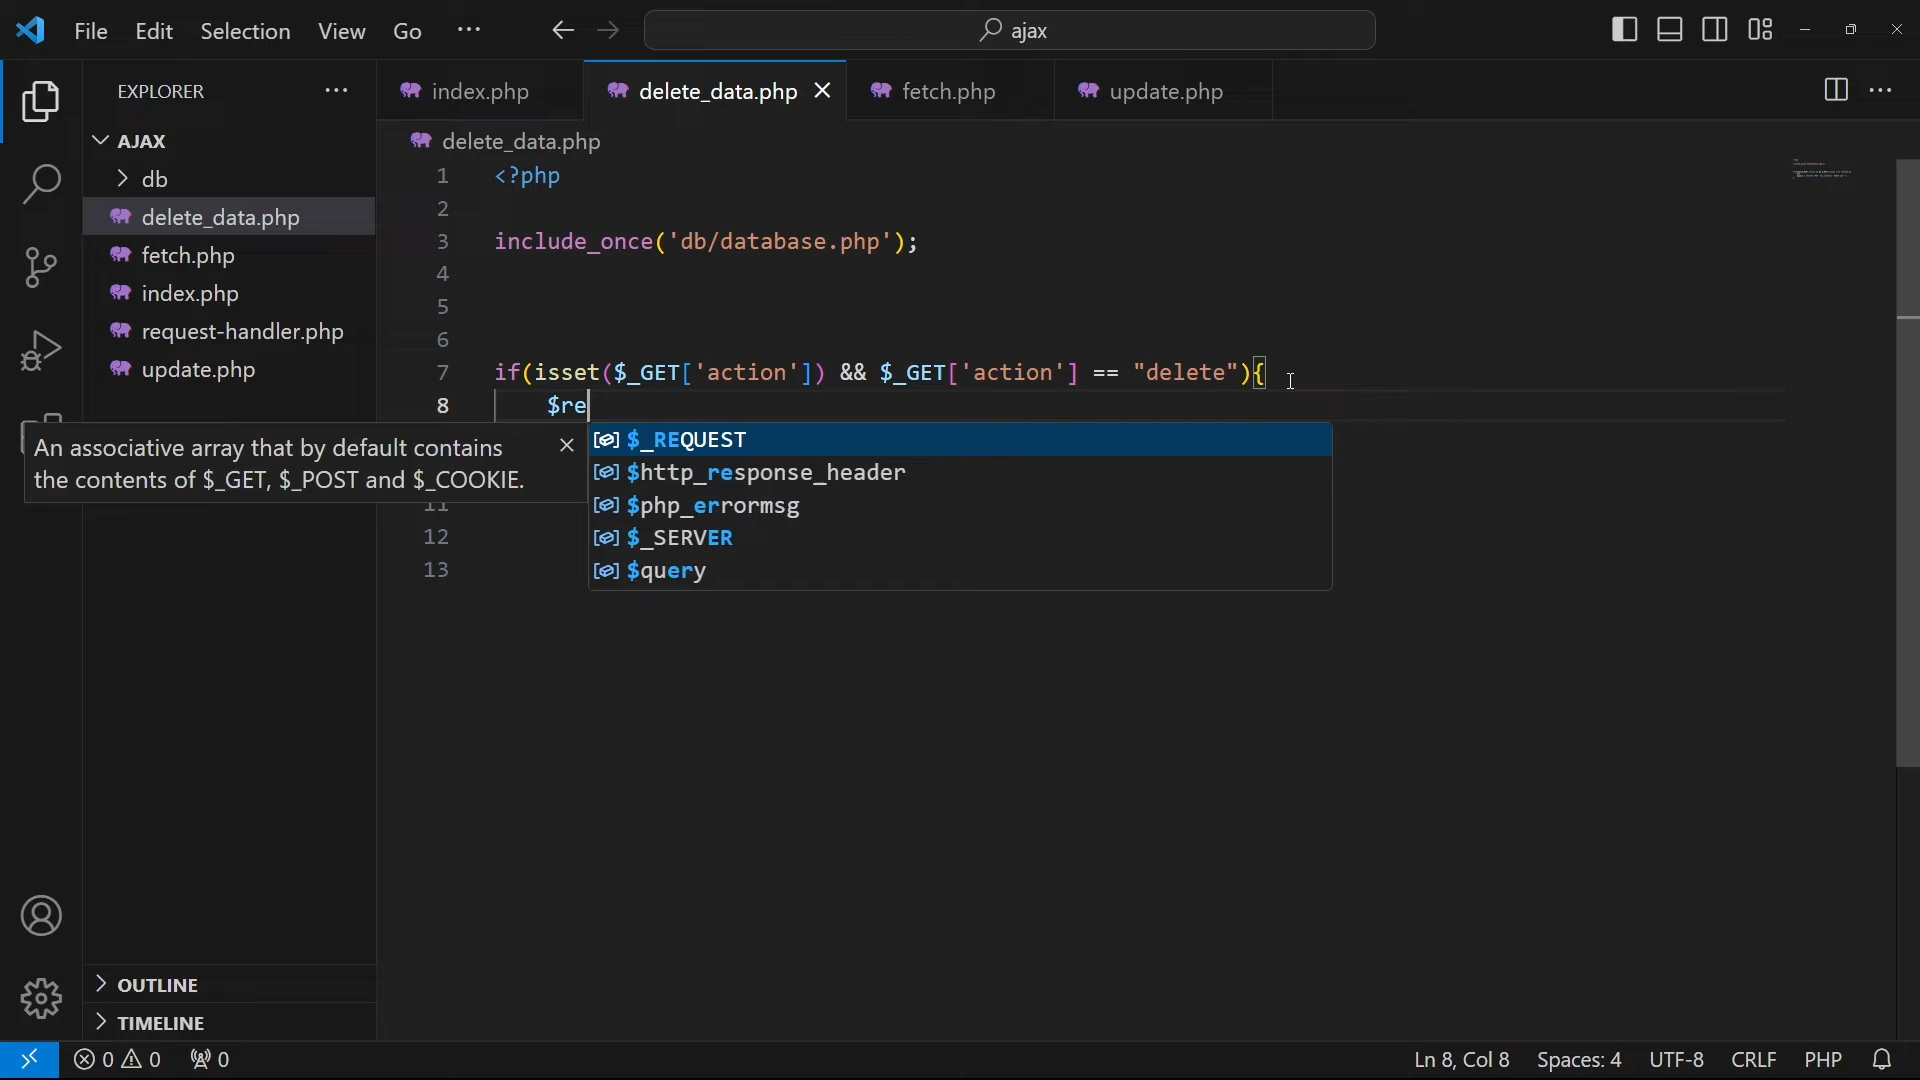 File Edit Selection View Go ··· ajax
EXPLORER ···
AJAX
db
delete_data.php
fetch.php
index.php
request-handler.php
update.php
An associative array that by default contains
the contents of $_GET, $_POST and $_COOKIE.
OUTLINE
TIMELINE
index.php delete_data.php fetch.php update.php
delete_data.php
1 <?php
2
3 include_once('db/database.php');
4
5
6
7 if(isset($_GET['action']) && $_GET['action'] == "delete"){
8 $re
$_REQUEST
$http_response_header
11 $php_errormsg
12 $_SERVER
13 $query
0 0 0 Ln 8, Col 8 Spaces: 4 UTF-8 CRLF PHP